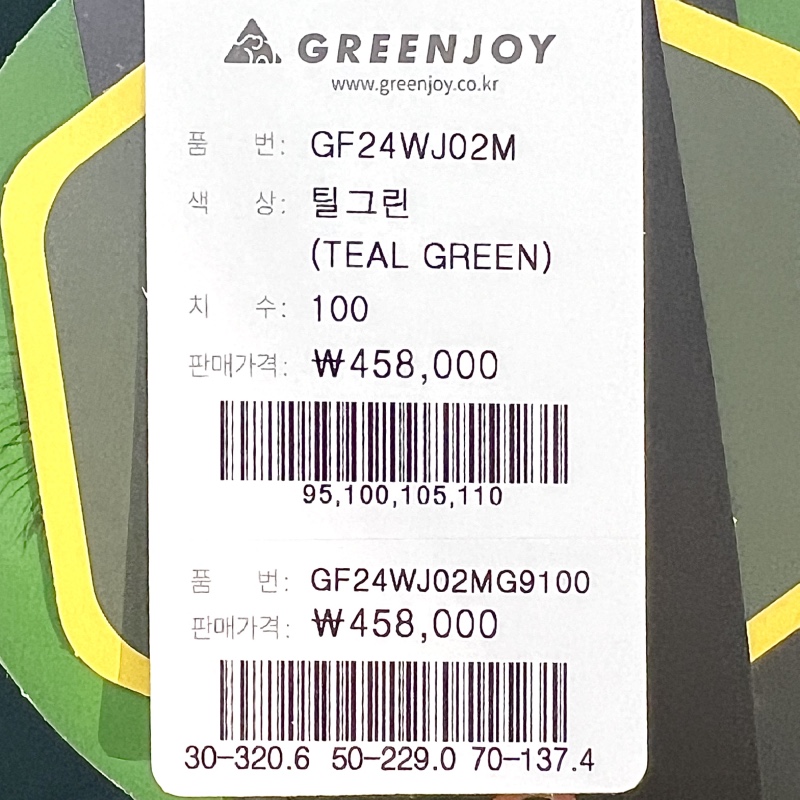 GREENJOY
www.greenjoy.co.kr
품 번: GF24WJ02M
색 상: 틸그린
(TEAL GREEN)
치 수: 100
판매가격: ₩458,000
95,100,105,110
품 번: GF24WJ02MG9100
판매가격: ₩458,000
30-320.6 50-229.0 70-137.4